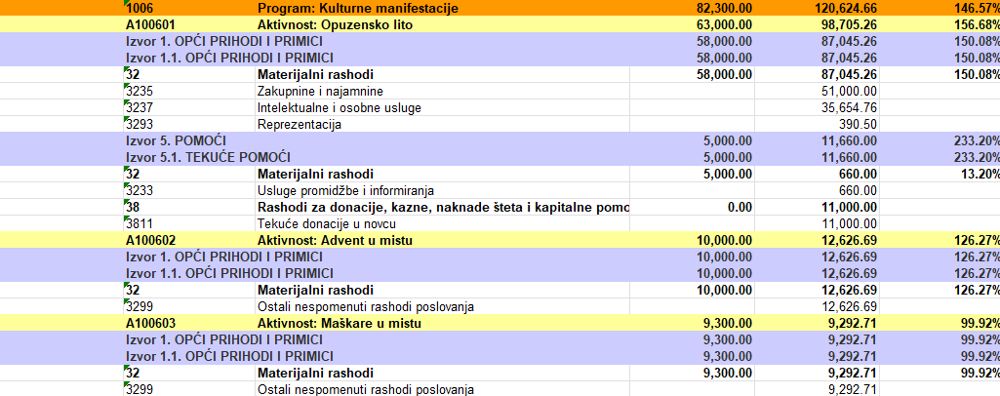 1006 Program: Kulturne manifestacije 82,300.00 120,624.66 146.57%
A100601 Aktivnost: Opuzensko lito 63,000.00 98,705.26 156.68%
Izvor 1. OPĆI PRIHODI I PRIMICI 58,000.00 87,045.26 150.08%
Izvor 1.1. OPĆI PRIHODI I PRIMICI 58,000.00 87,045.26 150.08%
32 Materijalni rashodi 58,000.00 87,045.26 150.08%
3235 Zakupnine i najamnine 51,000.00
3237 Intelektualne i osobne usluge 35,654.76
3293 Reprezentacija 390.50
Izvor 5. POMOĆI 5,000.00 11,660.00 233.20%
Izvor 5.1. TEKUĆE POMOĆI 5,000.00 11,660.00 233.20%
32 Materijalni rashodi 5,000.00 660.00 13.20%
3233 Usluge promidžbe i informiranja 660.00
38 Rashodi za donacije, kazne, naknade šteta i kapitalne pomo 0.00 11,000.00
3811 Tekuće donacije u novcu 11,000.00
A100602 Aktivnost: Advent u mistu 10,000.00 12,626.69 126.27%
Izvor 1. OPĆI PRIHODI I PRIMICI 10,000.00 12,626.69 126.27%
Izvor 1.1. OPĆI PRIHODI I PRIMICI 10,000.00 12,626.69 126.27%
32 Materijalni rashodi 10,000.00 12,626.69 126.27%
3299 Ostali nespomenuti rashodi poslovanja 12,626.69
A100603 Aktivnost: Maškare u mistu 9,300.00 9,292.71 99.92%
Izvor 1. OPĆI PRIHODI I PRIMICI 9,300.00 9,292.71 99.92%
Izvor 1.1. OPĆI PRIHODI I PRIMICI 9,300.00 9,292.71 99.92%
32 Materijalni rashodi 9,300.00 9,292.71 99.92%
3299 Ostali nespomenuti rashodi poslovanja 9,292.71